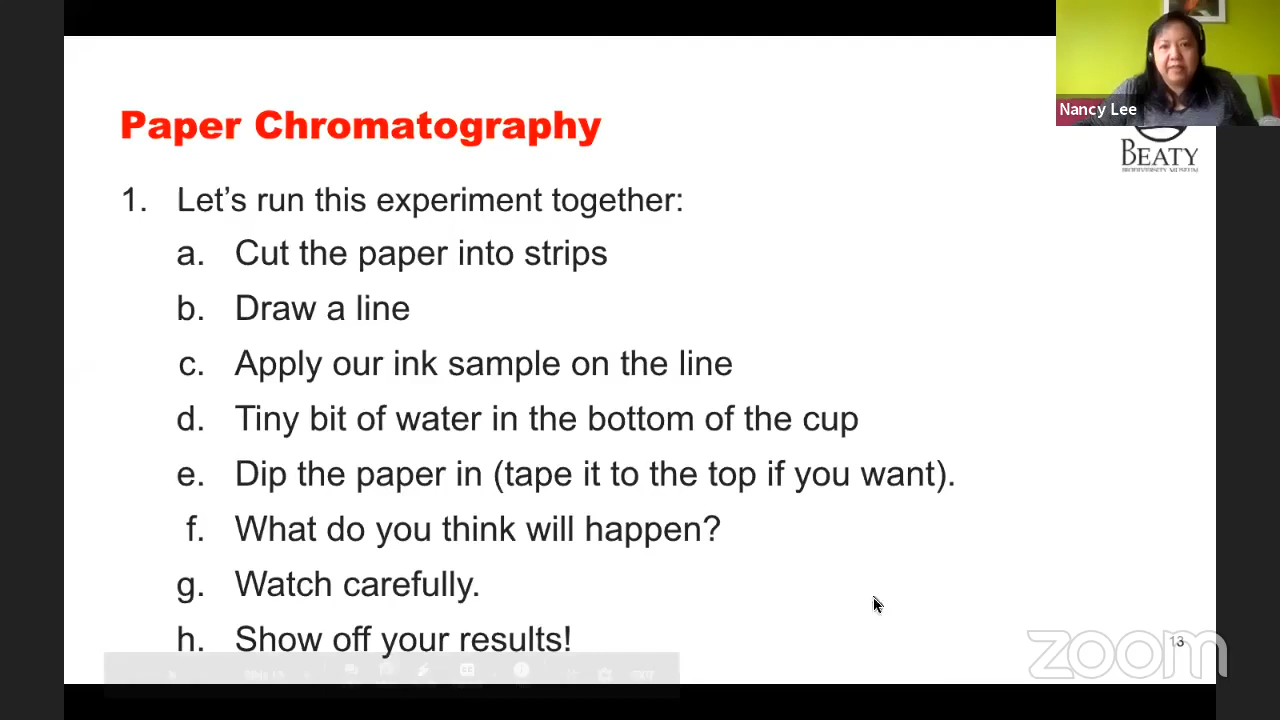 Nancy Lee
Paper Chromatography
BEATY
BIODIVERSITY MUSEUM
1. Let's run this experiment together:
a. Cut the paper into strips
b. Draw a line
c. Apply our ink sample on the line
d. Tiny bit of water in the bottom of the cup
e. Dip the paper in (tape it to the top if you want).
f. What do you think will happen?
g. Watch carefully.
h. Show off your results!
13
zoom